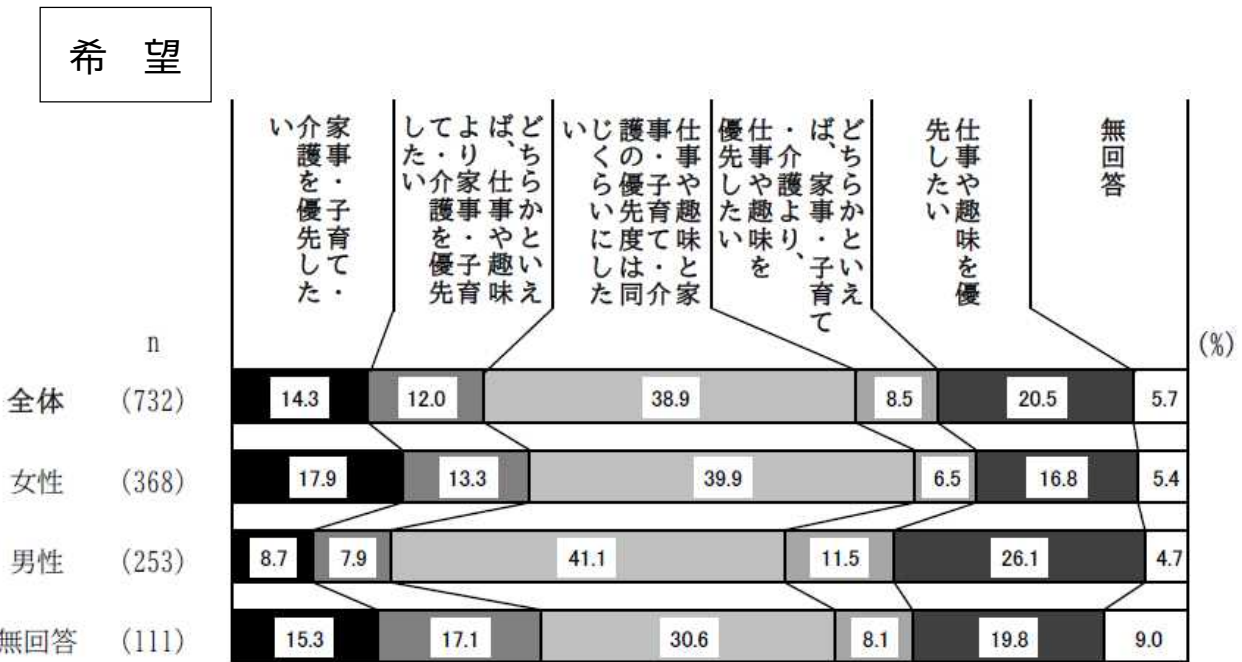 希 望
家事・子育て・
介護を優先した
い
どちらかといえ
ば、仕事や趣味
より家事・子育
て・介護を優先
したい
仕事や趣味と家
事・子育て・介
護の優先度は同
じくらいにした
い
どちらかといえ
ば、家事・子育て
・介護より、
仕事や趣味を
優先したい
仕事や趣味を優
先したい
無回答
n
(%)
全体 (732) 14.3 12.0 38.9 8.5 20.5 5.7
女性 (368) 17.9 13.3 39.9 6.5 16.8 5.4
男性 (253) 8.7 7.9 41.1 11.5 26.1 4.7
無回答 (111) 15.3 17.1 30.6 8.1 19.8 9.0